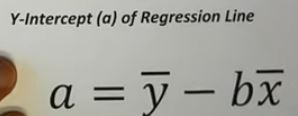 Y-Intercept (a) of Regression Line
a = y̅ − bx̅